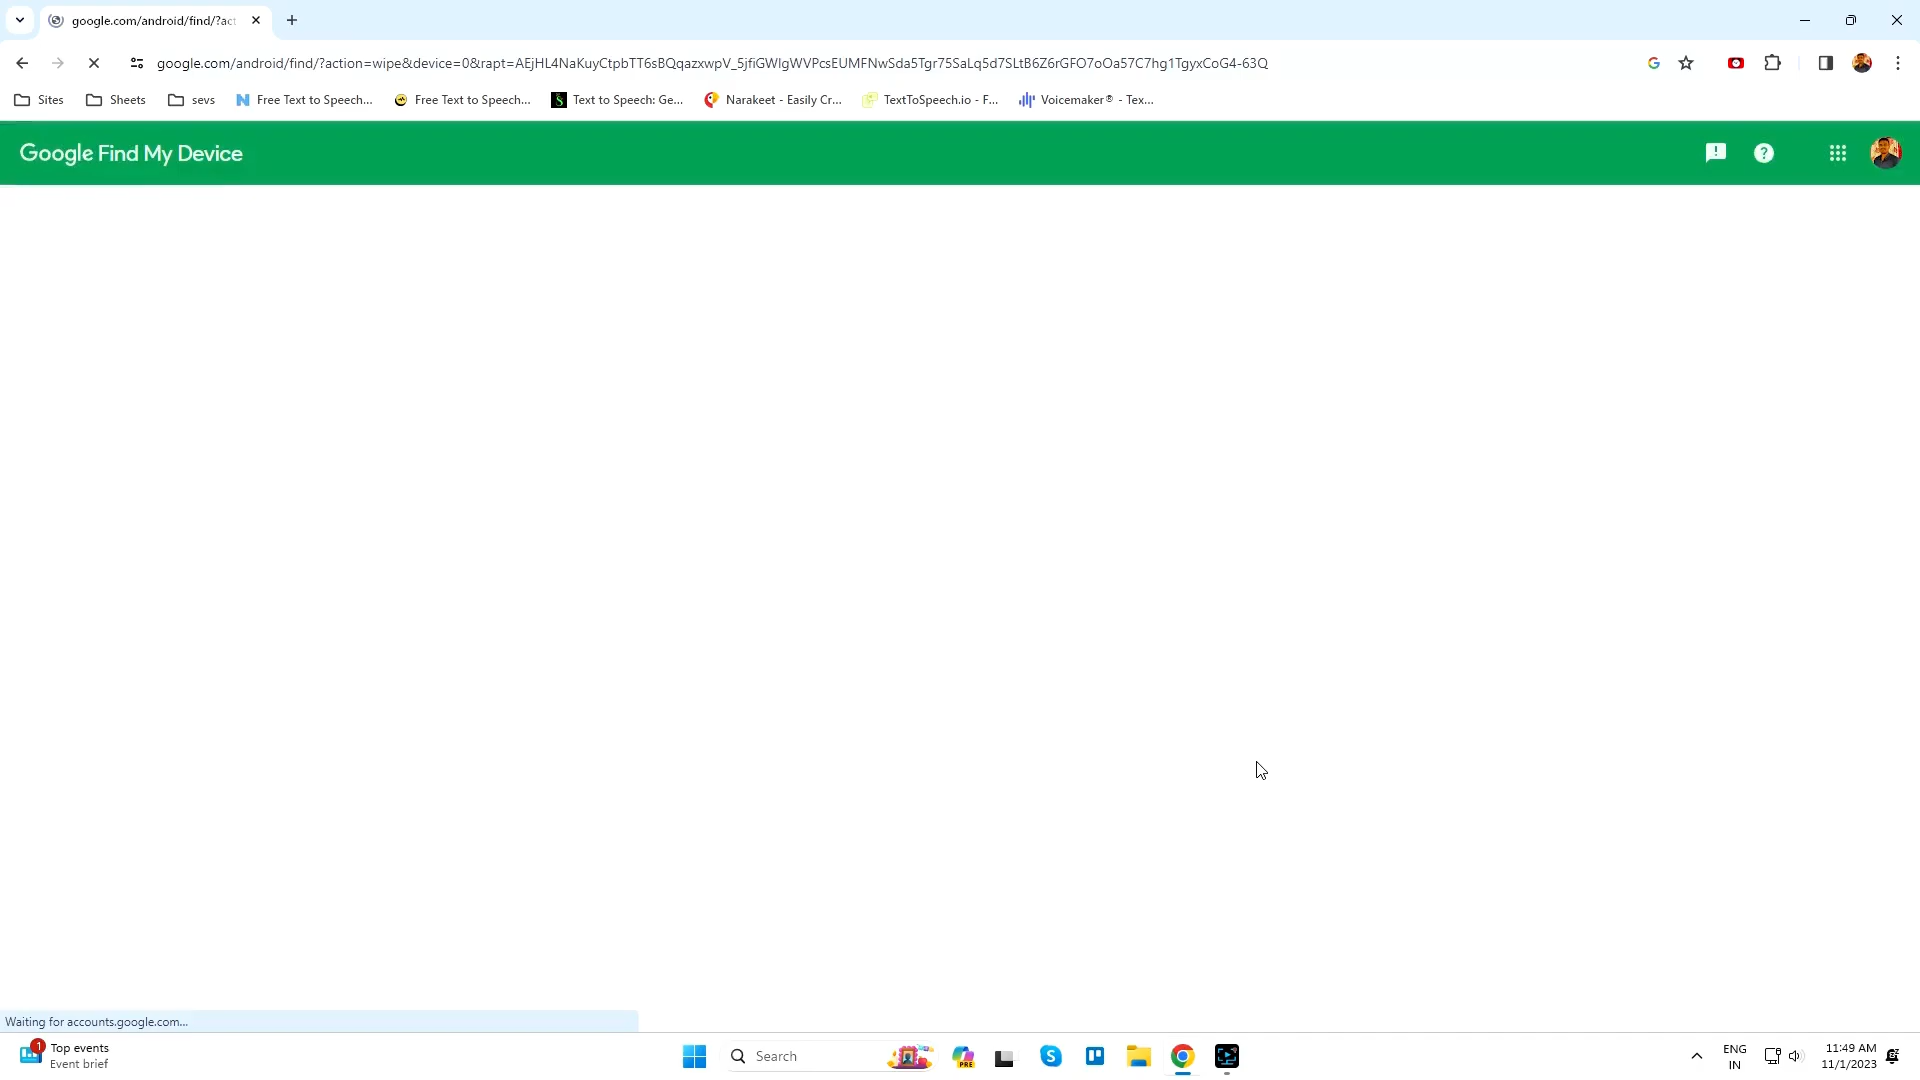 google.com/android/find/?act
google.com/android/find/?action=wipe&device=0&rapt=AEjHL4NaKuyCtpbTT6sBQqazxwpV_5jfiGWIgWVPcsEUMFNwSda5Tgr75SaLq5d7SLtB6Z6rGFO7oOa57C7hg1TgyxCoG4-63Q
Sites Sheets sevs Free Text to Speech... Free Text to Speech... Text to Speech: Ge... Narakeet - Easily Cr... TextToSpeech.io - F... Voicemaker® - Tex...
Google Find My Device
Waiting for accounts.google.com...
1 Top events
Event brief
Search
PRE
ENG
IN
11:49 AM
11/1/2023